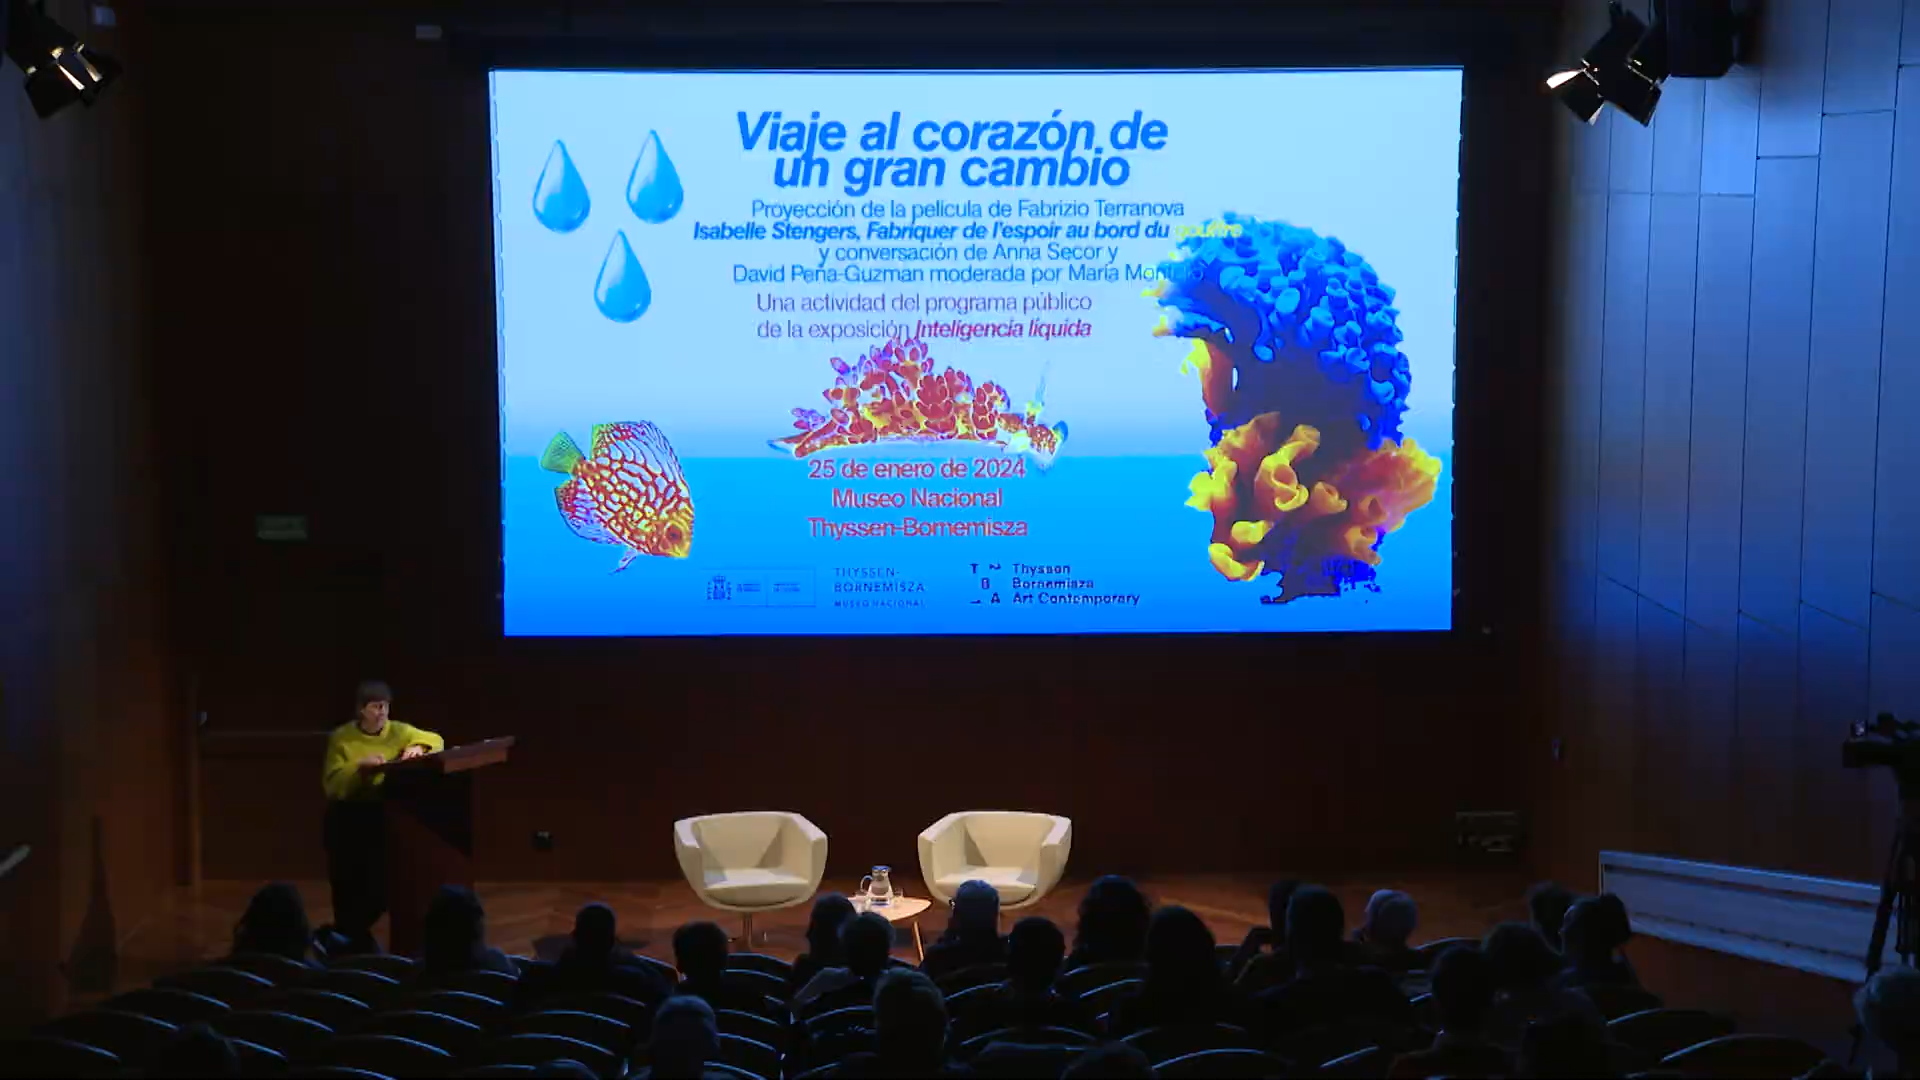 Viaje al corazón de
un gran cambio
Proyección de la película de Fabrizio Terranova
Isabelle Stengers, Fabriquer de l'espoir au bord du gouffre
y conversación de Anna Secor y
David Peña-Guzman moderada por María
Una actividad del programa público
de la exposición Inteligencia líquida
25 de enero de 2024
Museo Nacional
Thyssen-Bornemisza
THYSSEN-
BORNEMISZA
MUSEO NACIONAL
T B A
Thyssen
Bornemisza
Art Contemporary